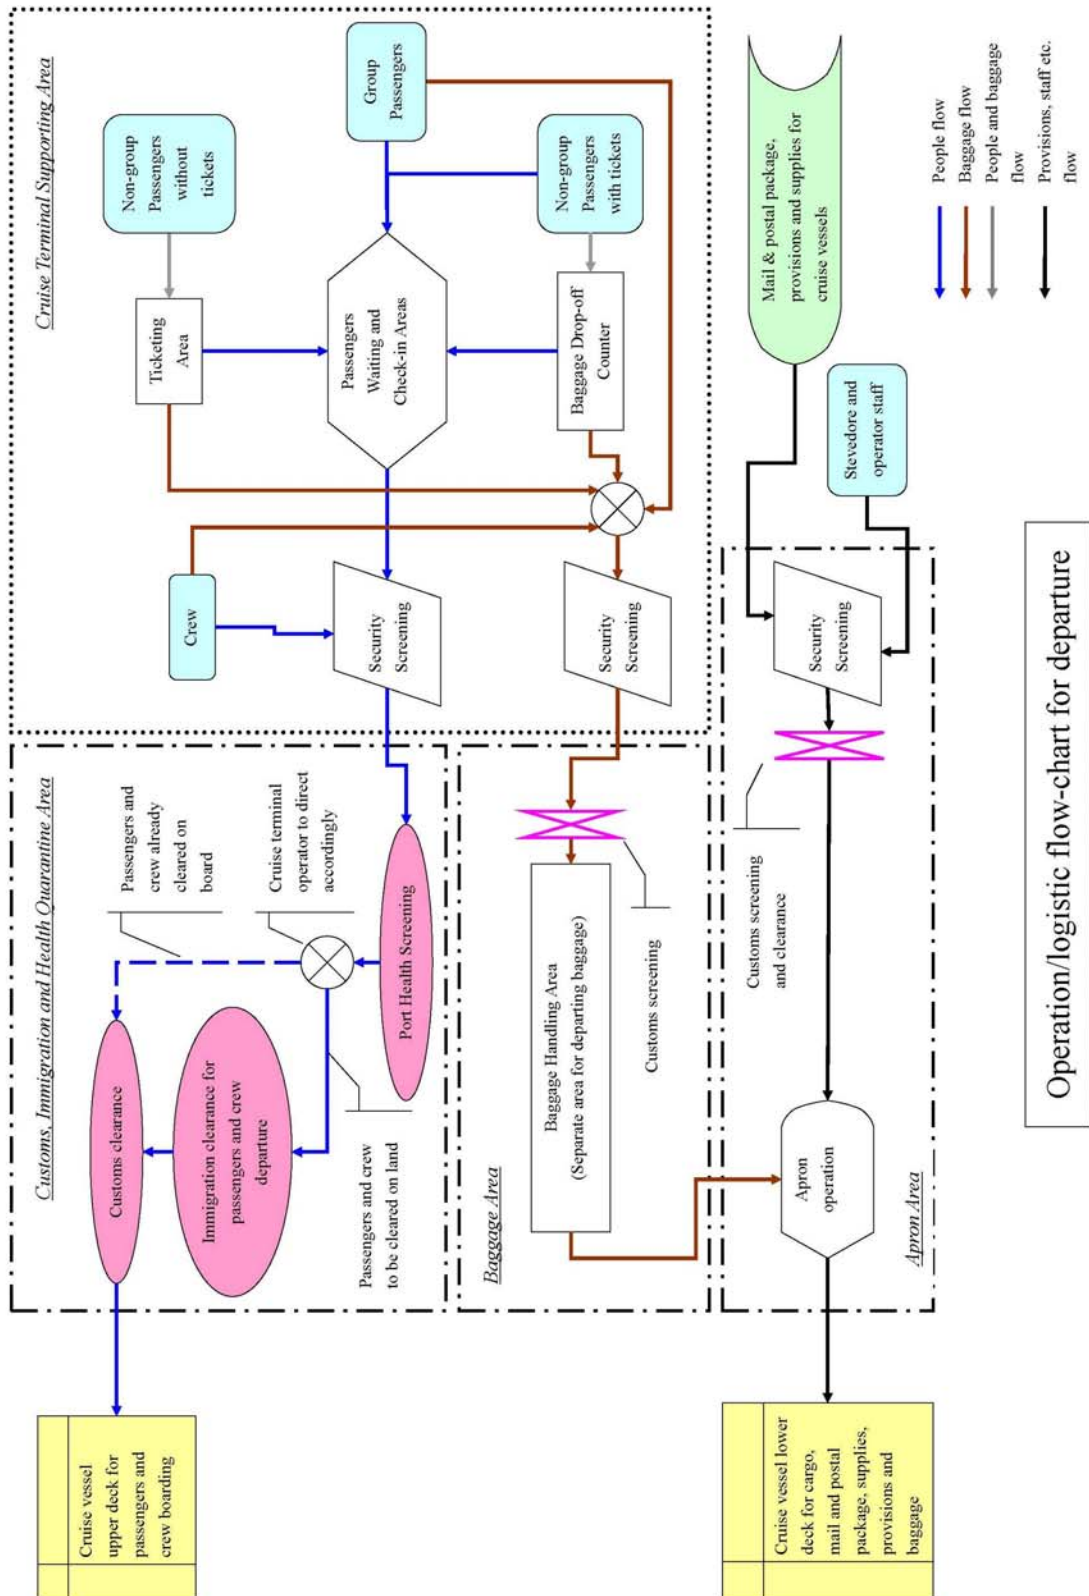 Cruise Terminal Supporting Area
Non-group
Passengers
without
tickets
Group
Passengers
Non-group
Passengers
with tickets
Ticketing
Area
Passengers
Waiting and
Check-in Areas
Baggage Drop-off
Counter
Crew
Security
Screening
Security
Screening
Customs, Immigration and Health Quarantine Area
Passengers and
crew already
cleared on
board
Cruise terminal
operator to direct
accordingly
Port Health Screening
Customs clearance
Immigration clearance for
passengers and crew
departure
Passengers and crew
to be cleared on land
Cruise vessel
upper deck for
passengers and
crew boarding
Baggage Area
Baggage Handling Area
(Separate area for departing baggage)
Customs screening
Mail & postal package,
provisions and supplies for
cruise vessels
Stevedore and
operator staff
Security
Screening
Customs screening
and clearance
Apron
operation
Apron Area
Cruise vessel lower
deck for cargo,
mail and postal
package, supplies,
provisions and
baggage
People flow
Baggage flow
People and baggage
flow
Provisions, staff etc.
flow
Operation/logistic flow-chart for departure